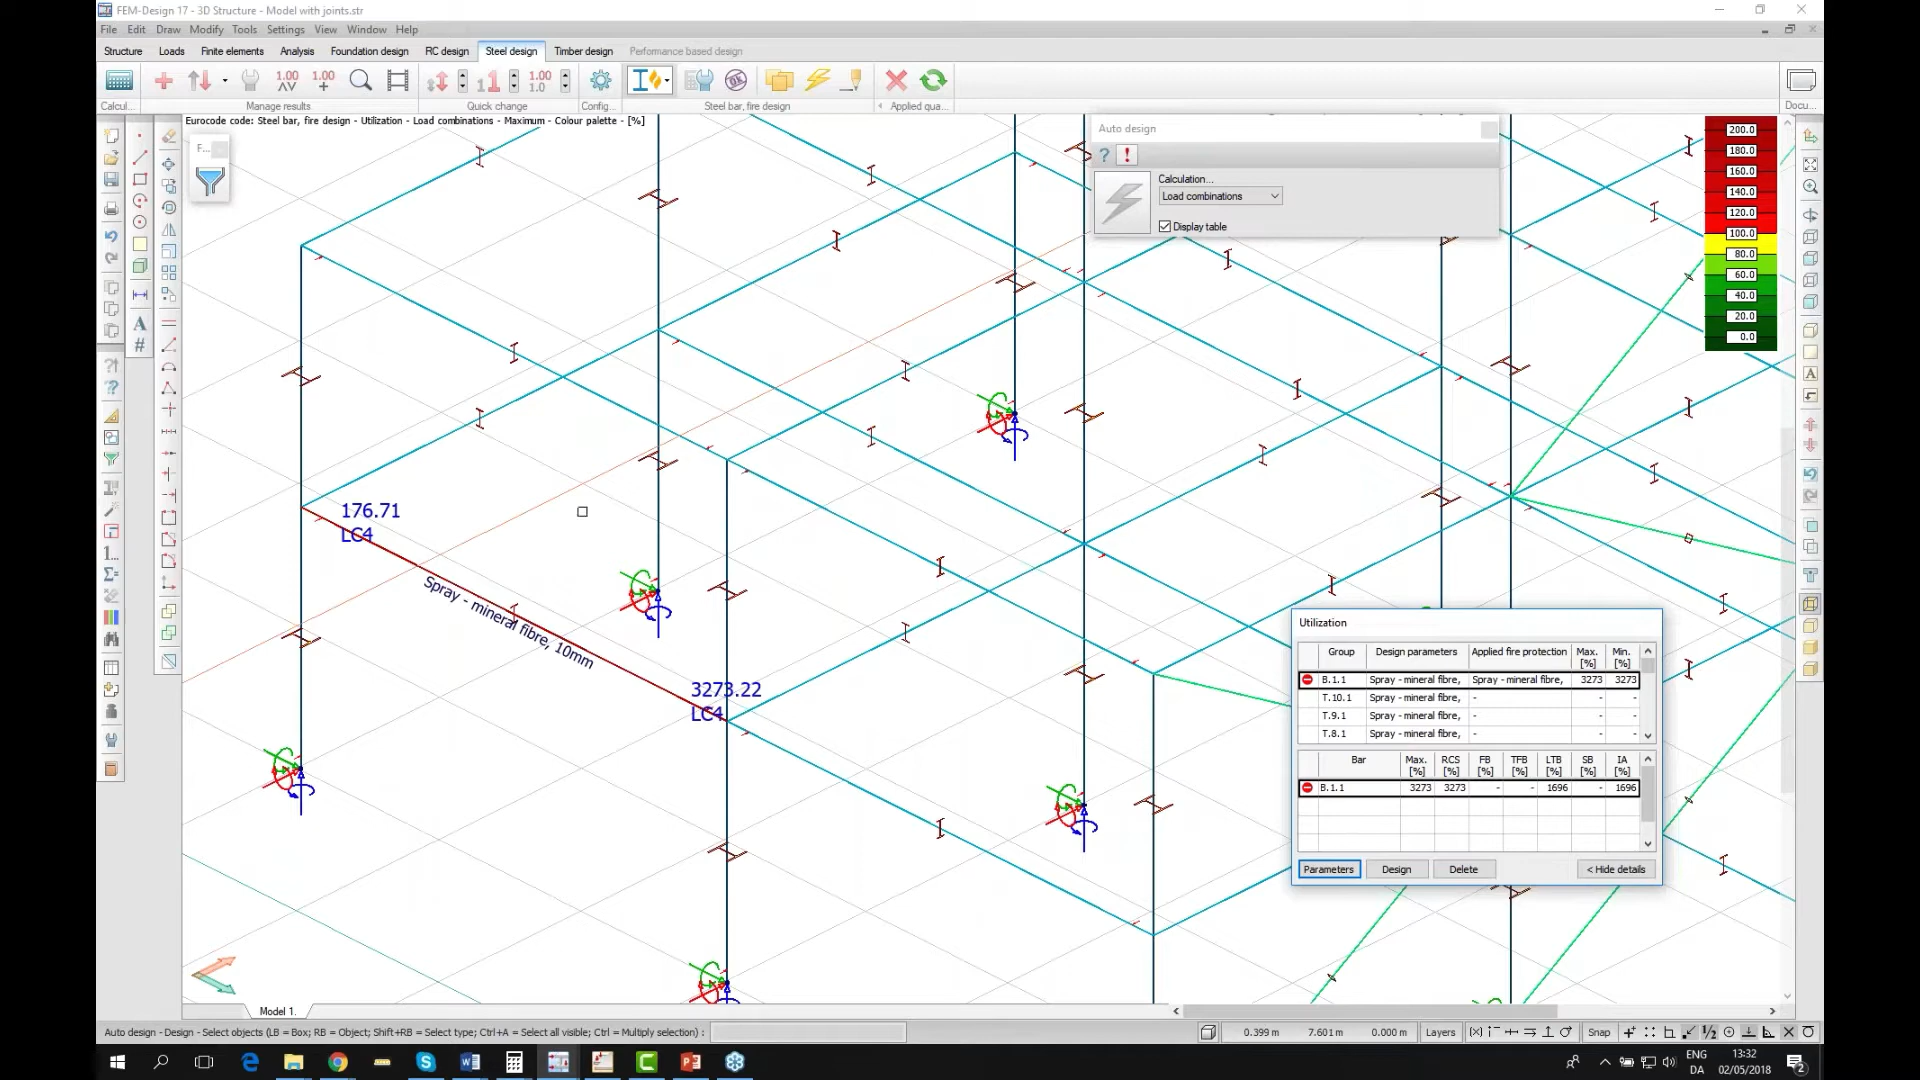 FEM-Design 17 - 3D Structure - Model with joints.str
File Edit Draw Modify Tools Settings View Window Help
Structure Loads Finite elements Analysis Foundation design RC design Steel design Timber design Performance based design
1.00 1.00 1.00
1.0
Calcul... Manage results Quick change Config... Steel bar, fire design Applied qua... Docu...
Eurocode code: Steel bar, fire design - Utilization - Load combinations - Maximum - Colour palette - [%]
F...
Auto design
Calculation...
Load combinations
Display table
200.0
180.0
160.0
140.0
120.0
100.0
80.0
60.0
40.0
20.0
0.0
176.71
LC4
Spray - mineral fibre, 10mm
3273.22
LC4
Utilization
Group Design parameters Applied fire protection Max. [%] Min. [%]
B.1.1 Spray - mineral fibre, Spray - mineral fibre, 3273 3273
T.10.1 Spray - mineral fibre, - - -
T.9.1 Spray - mineral fibre, - - -
T.8.1 Spray - mineral fibre, - - -
Bar Max. [%] RCS [%] FB [%] TFB [%] LTB [%] SB [%] IA [%]
B.1.1 3273 3273 - - 1696 - 1696
Parameters Design Delete < Hide details
Model 1.
Auto design - Design - Select objects (LB = Box; RB = Object; Shift+RB = Select type; Ctrl+A = Select all visible; Ctrl = Multiply selection) :
0.399 m 7.601 m 0.000 m Layers Snap
ENG
DA
13:32
02/05/2018
2